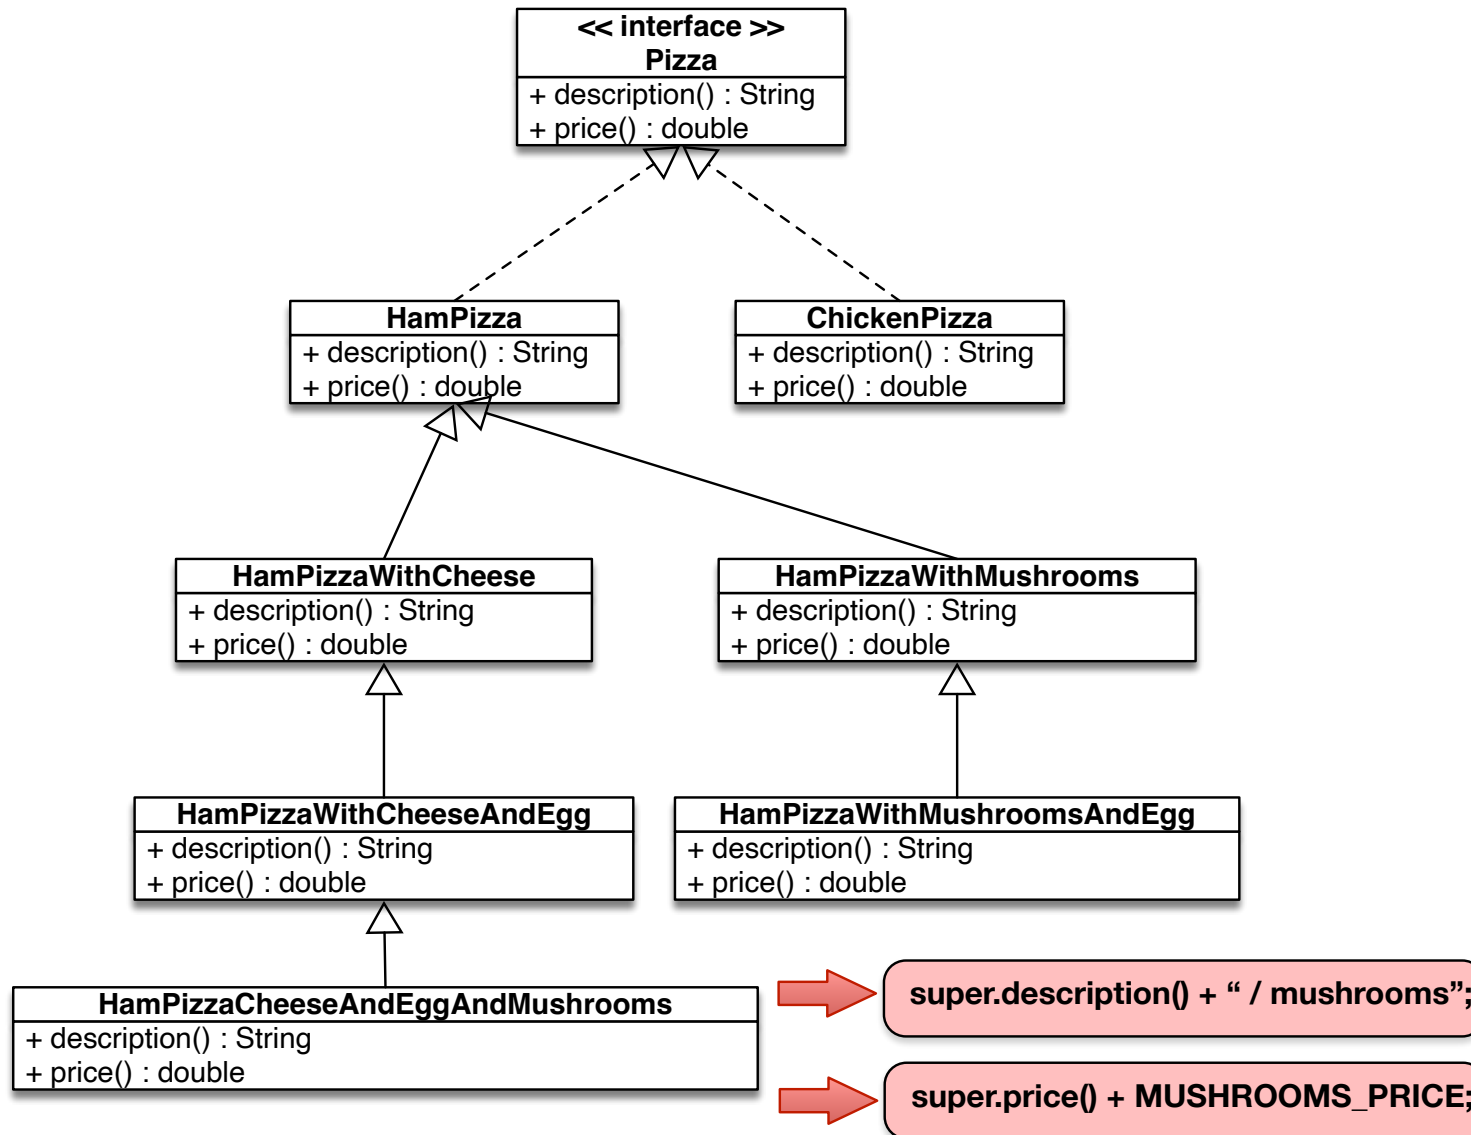 << interface >>
Pizza
+ description() : String
+ price() : double
HamPizza
+ description() : String
+ price() : double
ChickenPizza
+ description() : String
+ price() : double
HamPizzaWithCheese
+ description() : String
+ price() : double
HamPizzaWithMushrooms
+ description() : String
+ price() : double
HamPizzaWithCheeseAndEgg
+ description() : String
+ price() : double
HamPizzaWithMushroomsAndEgg
+ description() : String
+ price() : double
HamPizzaCheeseAndEggAndMushrooms
+ description() : String
+ price() : double
super.description() + “ / mushrooms”;
super.price() + MUSHROOMS_PRICE;